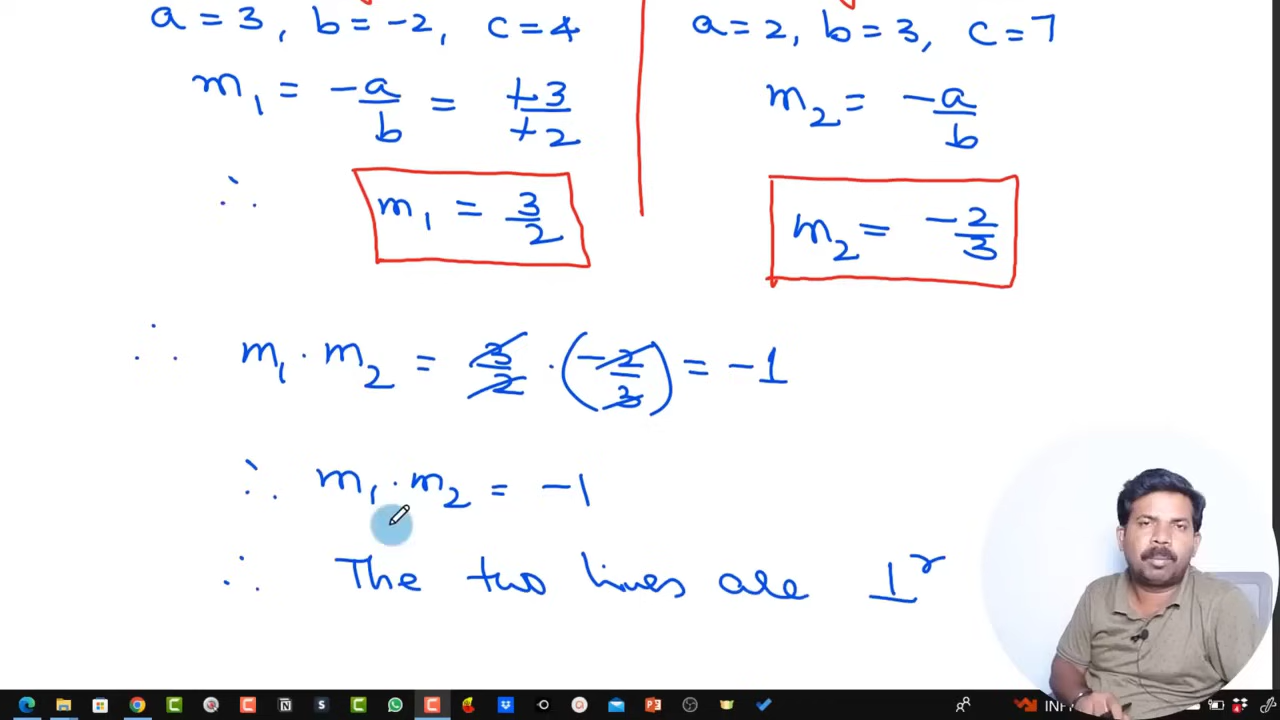 a = 3, b = -2, c = 4
a = 2, b = 3, c = 7
m₁ = -a/b = +3/+2
m₂ = -a/b
∴ m₁ = 3/2
m₂ = -2/3
∴ m₁ · m₂ = 3/2 · (-2/3) = -1
∴ m₁ · m₂ = -1
∴ The two lines are ⊥ʳ